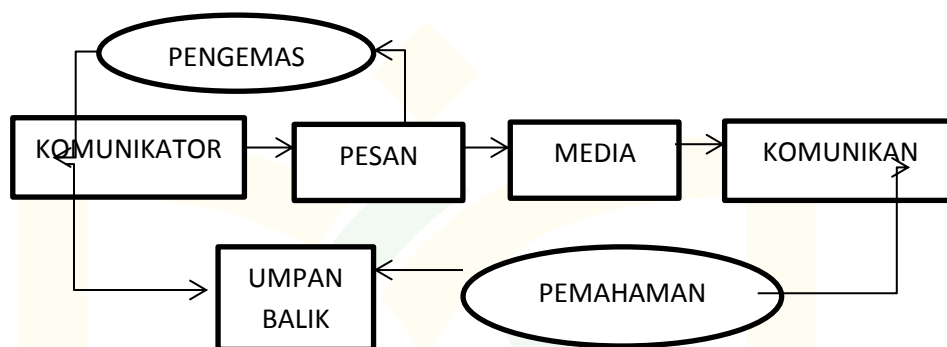 PENGEMAS
KOMUNIKATOR
PESAN
MEDIA
KOMUNIKAN
UMPAN
BALIK
PEMAHAMAN